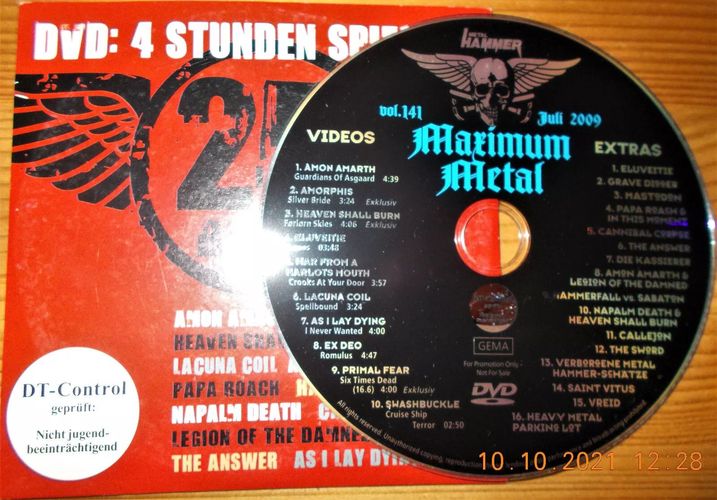 DVD: 4 STUNDEN
AMON
HEAVEN
LACUNA COIL
PAPA ROACH
NAPALM DEATH
LEGION OF THE
THE ANSWER AS I LAY
DT-Control
geprüft:
Nicht jugend-
beeinträchtigend
METAL
HAMMER
vol.141
Juli 2009
Maximum
Metal
VIDEOS
1. AMON AMARTH
Guardians Of Asgaard 4:39
2. AMORPHIS
Silver Bride 3:24 Exklusiv
3. HEAVEN SHALL BURN
Forlorn Skies 4:06 Exklusiv
4. ELUVEITIE
03:48
5. WAR FROM A
HARLOTS MOUTH
Crooks At Your Door 3:57
6. LACUNA COIL
Spellbound 3:24
7. AS I LAY DYING
I Never Wanted 4:00
8. EX DEO
Romulus 4:47
9. PRIMAL FEAR
Six Times Dead
(16.6) 4:00 Exklusiv
10. SWASHBUCKLE
Cruise Ship
Terror 02:50
EXTRAS
1. ELUVEITIE
2. GRAVE DIGGER
3. MASTODON
4. PAPA ROACH &
IN THIS MOMENT
5. CANNIBAL CORPSE
6. THE ANSWER
7. DIE KASSIERER
8. AMON AMARTH &
LEGION OF THE DAMNED
9. HAMMERFALL vs. SABATON
10. NAPALM DEATH &
HEAVEN SHALL BURN
11. CALLEJON
12. THE SWORD
13. VERBORGENE METAL
HAMMER-SCHÄTZE
14. SAINT VITUS
15. VREID
16. HEAVY METAL
PARKING LOT
GEMA
For Promotion Only -
Not For Sale
DVD
All rights reserved. Unauthorized copying,
10.10.2021 12:28